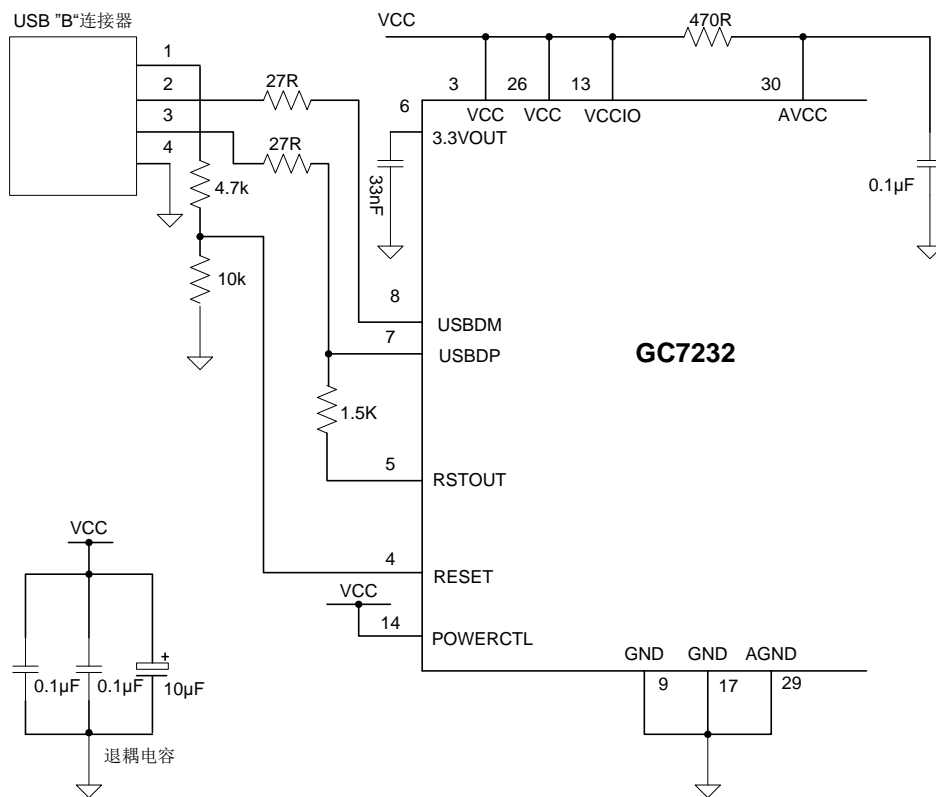 USB "B“连接器
1
2
3
4
27R
27R
4.7k
10k
1.5K
VCC
470R
3
26
13
30
6
VCC
VCC
VCCIO
AVCC
3.3VOUT
33nF
0.1µF
8
USBDM
7
USBDP
GC7232
5
RSTOUT
4
RESET
VCC
14
POWERCTL
GND
GND
AGND
9
17
29
VCC
+
0.1µF
0.1µF
10µF
退耦电容